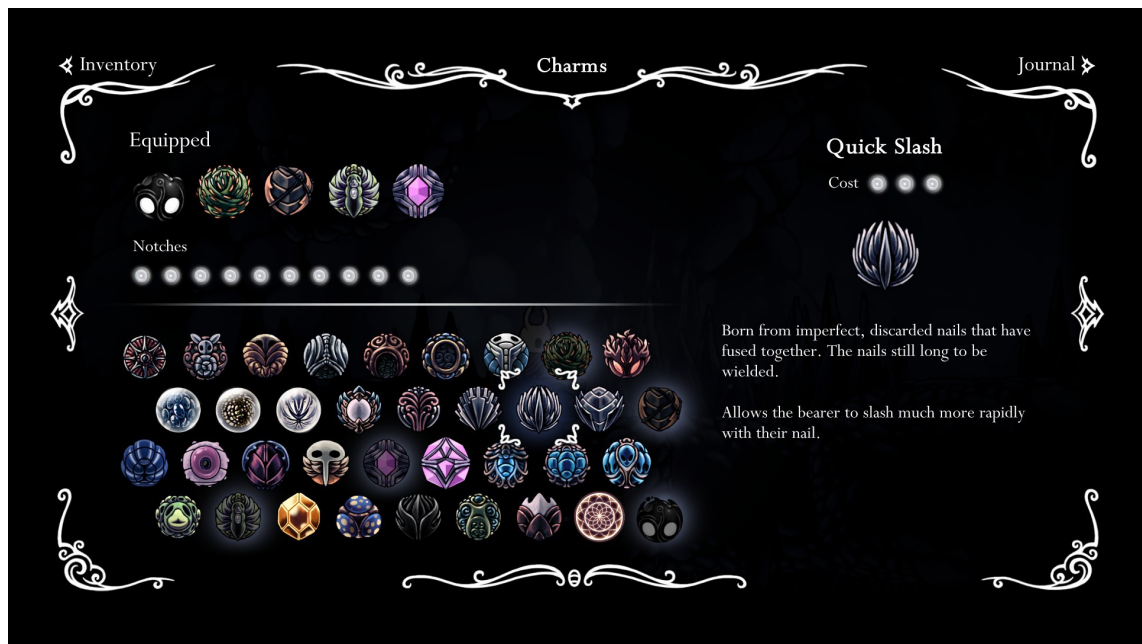 Inventory
Charms
Journal
Equipped
Notches
Quick Slash
Cost
Born from imperfect, discarded nails that have
fused together. The nails still long to be
wielded.
Allows the bearer to slash much more rapidly
with their nail.